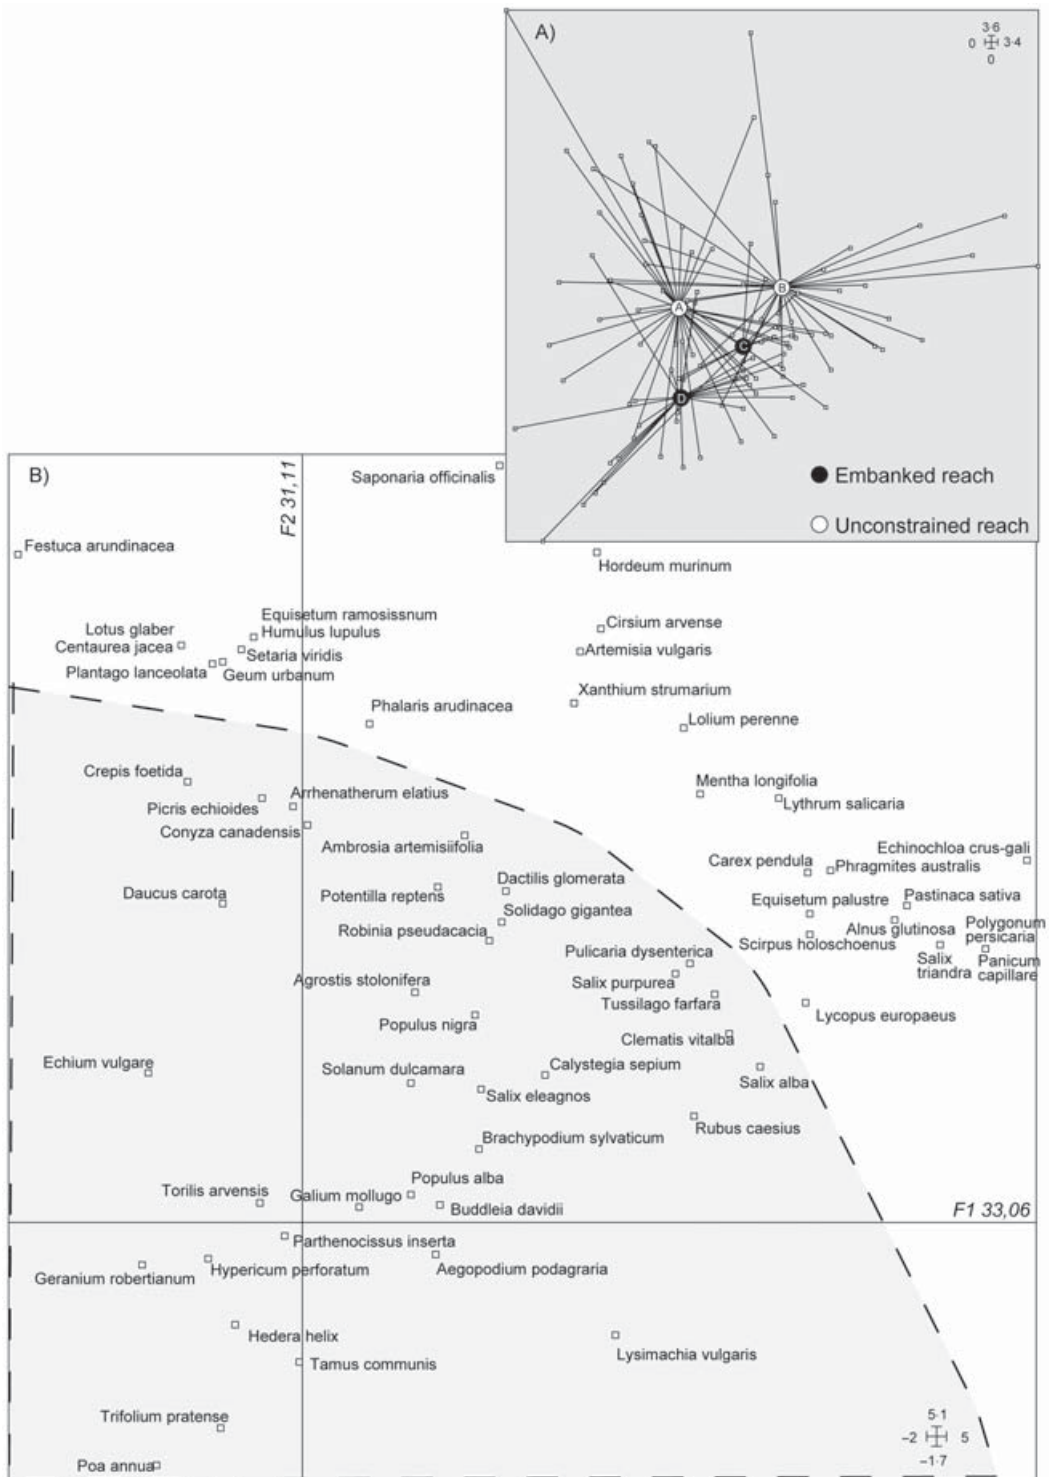 A)
3·6
0 3·4
0
B
A
C
D
Embanked reach
Unconstrained reach
B)
F2 31,11
Saponaria officinalis
Festuca arundinacea
Hordeum murinum
Equisetum ramosissnum
Lotus glaber
Humulus lupulus
Cirsium arvense
Centaurea jacea
Setaria viridis
Artemisia vulgaris
Plantago lanceolata
Geum urbanum
Xanthium strumarium
Phalaris arudinacea
Lolium perenne
Crepis foetida
Mentha longifolia
Arrhenatherum elatius
Picris echioides
Lythrum salicaria
Conyza canadensis
Ambrosia artemisiifolia
Echinochloa crus-gali
Carex pendula
Phragmites australis
Dactilis glomerata
Daucus carota
Potentilla reptens
Equisetum palustre
Pastinaca sativa
Solidago gigantea
Robinia pseudacacia
Alnus glutinosa
Polygonum
persicaria
Scirpus holoschoenus
Pulicaria dysenterica
Salix
triandra
Panicum
capillare
Agrostis stolonifera
Salix purpurea
Tussilago farfara
Lycopus europaeus
Populus nigra
Clematis vitalba
Echium vulgare
Solanum dulcamara
Calystegia sepium
Salix alba
Salix eleagnos
Rubus caesius
Brachypodium sylvaticum
Populus alba
Torilis arvensis
Galium mollugo
Buddleia davidii
F1 33,06
Parthenocissus inserta
Geranium robertianum
Hypericum perforatum
Aegopodium podagraria
Hedera helix
Lysimachia vulgaris
Tamus communis
Trifolium pratense
5·1
–2 5
–1·7
Poa annua